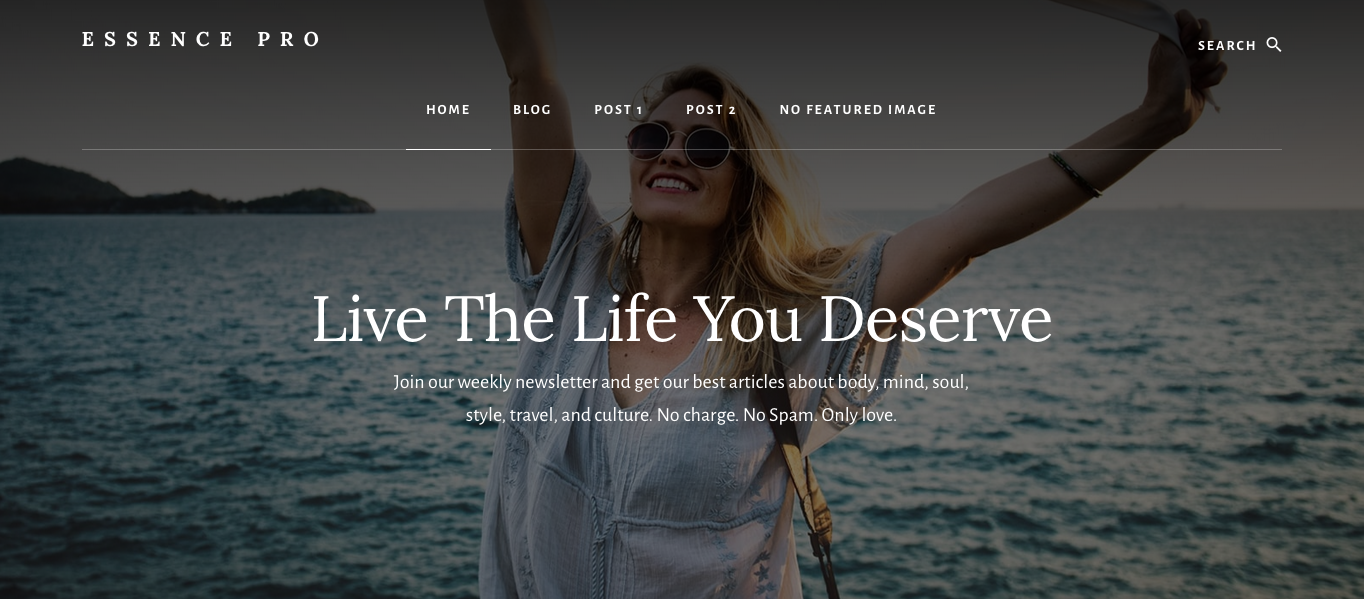 ESSENCE PRO
SEARCH
HOME BLOG POST 1 POST 2 NO FEATURED IMAGE
Live The Life You Deserve
Join our weekly newsletter and get our best articles about body, mind, soul,
style, travel, and culture. No charge. No Spam. Only love.